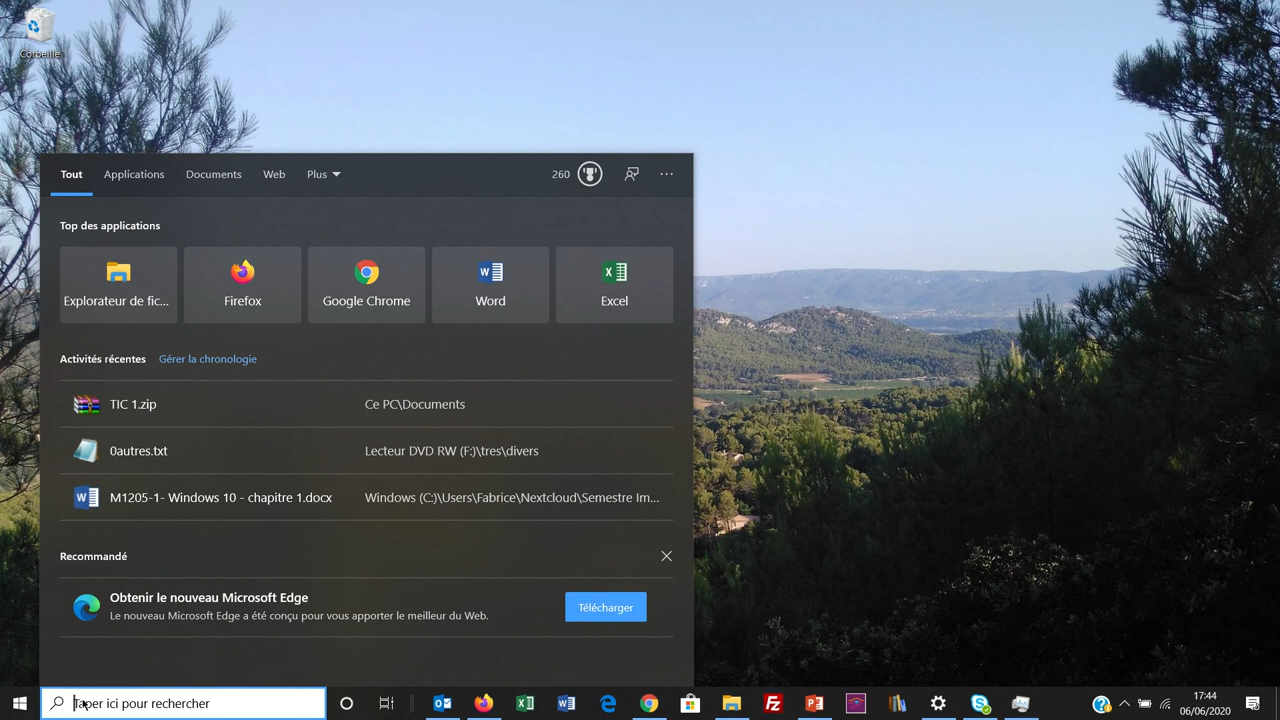 Corbeille
Tout Applications Documents Web Plus 260
Top des applications
Explorateur de fic... Firefox Google Chrome Word Excel
Activités récentes Gérer la chronologie
TIC 1.zip Ce PC\Documents
0autres.txt Lecteur DVD RW (F:)\tres\divers
M1205-1- Windows 10 - chapitre 1.docx Windows (C:)\Users\Fabrice\Nextcloud\Semestre Im...
Recommandé
Obtenir le nouveau Microsoft Edge
Le nouveau Microsoft Edge a été conçu pour vous apporter le meilleur du Web.
Télécharger
Taper ici pour rechercher
17:44
06/06/2020